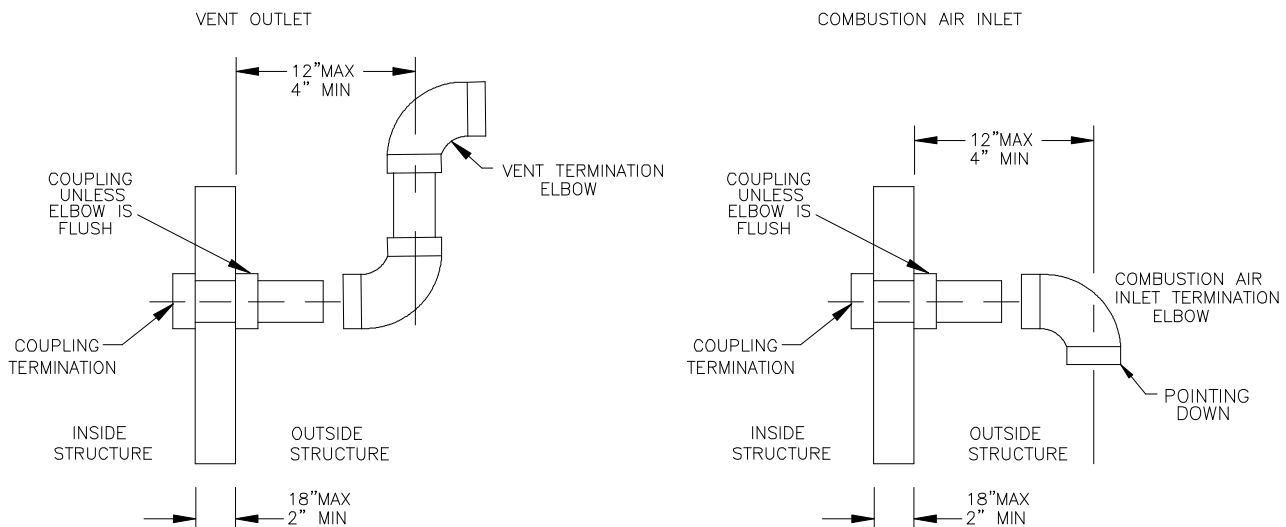 VENT OUTLET
12"MAX
4" MIN
VENT TERMINATION
ELBOW
COUPLING
UNLESS
ELBOW IS
FLUSH
COUPLING
TERMINATION
INSIDE
STRUCTURE
OUTSIDE
STRUCTURE
18"MAX
2" MIN
COMBUSTION AIR INLET
12"MAX
4" MIN
COUPLING
UNLESS
ELBOW IS
FLUSH
COMBUSTION AIR
INLET TERMINATION
ELBOW
COUPLING
TERMINATION
POINTING
DOWN
INSIDE
STRUCTURE
OUTSIDE
STRUCTURE
18"MAX
2" MIN